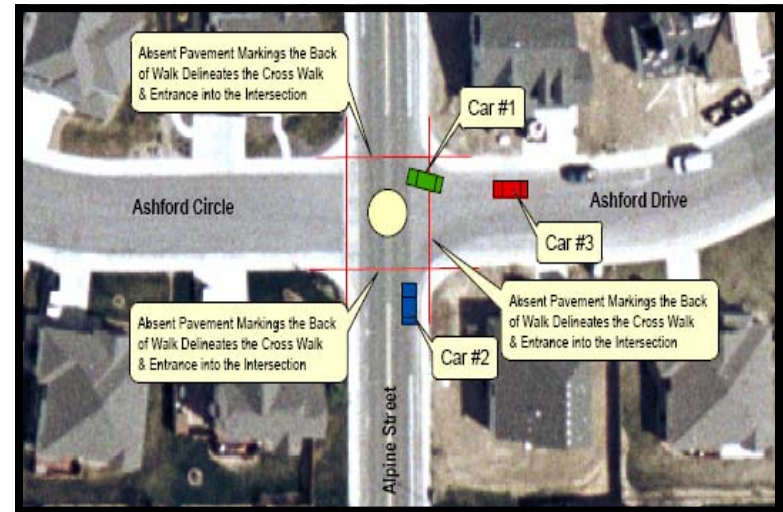 Absent Pavement Markings the Back
of Walk Delineates the Cross Walk
& Entrance into the Intersection
Car #1
Ashford Circle
Ashford Drive
Car #3
Absent Pavement Markings the Back
of Walk Delineates the Cross Walk
& Entrance into the Intersection
Absent Pavement Markings the Back
of Walk Delineates the Cross Walk
& Entrance into the Intersection
Car #2
Alpine Street